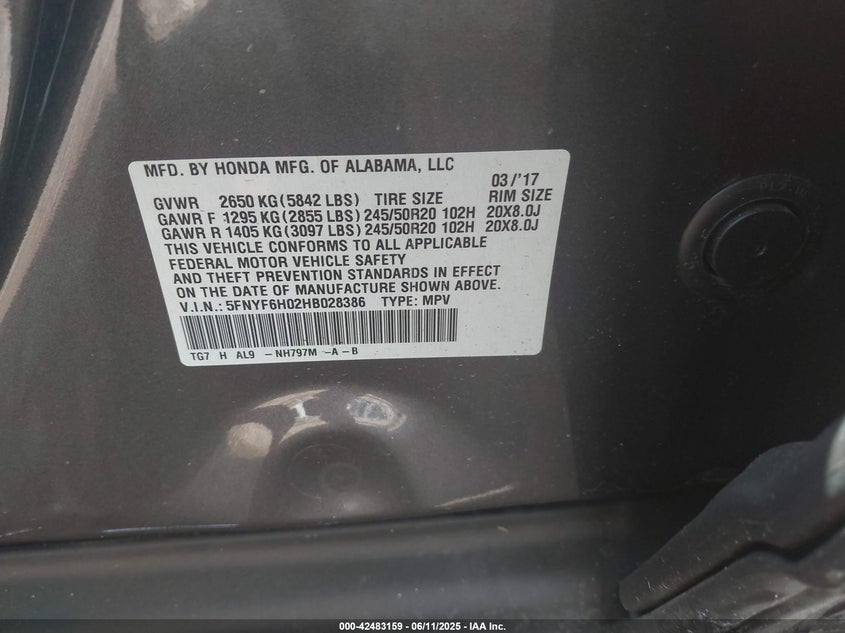 MFD. BY HONDA MFG. OF ALABAMA, LLC
03/'17
GVWR 2650 KG(5842 LBS) TIRE SIZE RIM SIZE
GAWR F 1295 KG(2855 LBS) 245/50R20 102H 20X8.0J
GAWR R 1405 KG(3097 LBS) 245/50R20 102H 20X8.0J
THIS VEHICLE CONFORMS TO ALL APPLICABLE
FEDERAL MOTOR VEHICLE SAFETY
AND THEFT PREVENTION STANDARDS IN EFFECT
ON THE DATE OF MANUFACTURE SHOWN ABOVE.
V.I.N.: 5FNYF6H02HB028386 TYPE: MPV
TG7 H AL9 -NH797M -A-B
000-42483159 - 06/11/2025 - IAA Inc.